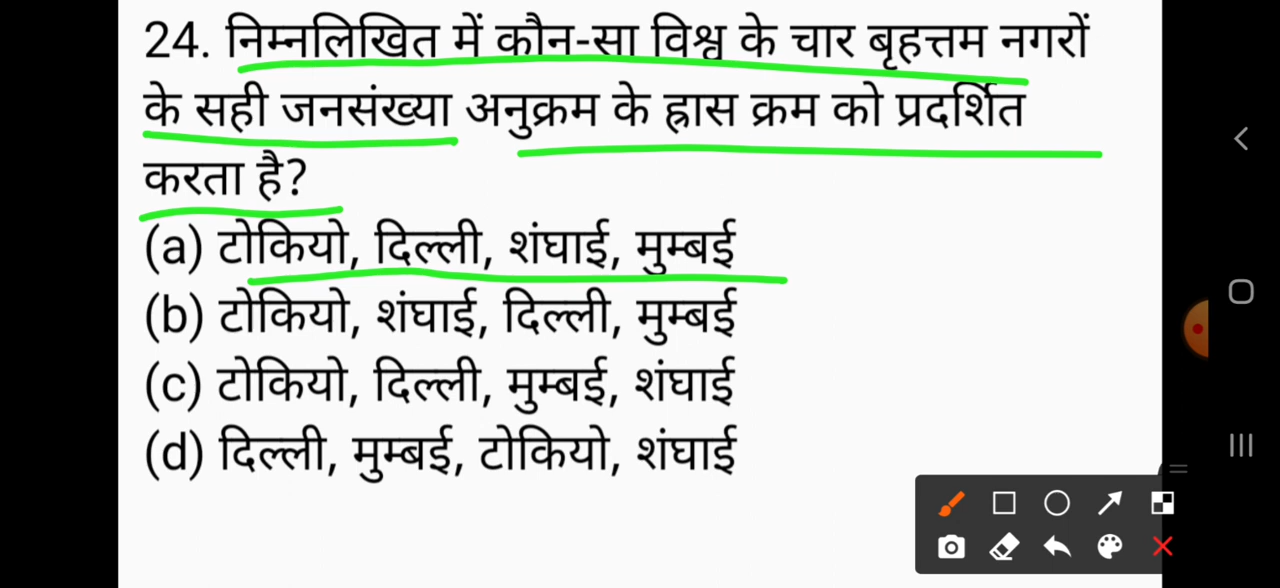 24. निम्नलिखित में कौन-सा विश्व के चार बृहत्तम नगरों
के सही जनसंख्या अनुक्रम के ह्रास क्रम को प्रदर्शित
करता है?
(a) टोकियो, दिल्ली, शंघाई, मुम्बई
(b) टोकियो, शंघाई, दिल्ली, मुम्बई
(c) टोकियो, दिल्ली, मुम्बई, शंघाई
(d) दिल्ली, मुम्बई, टोकियो, शंघाई